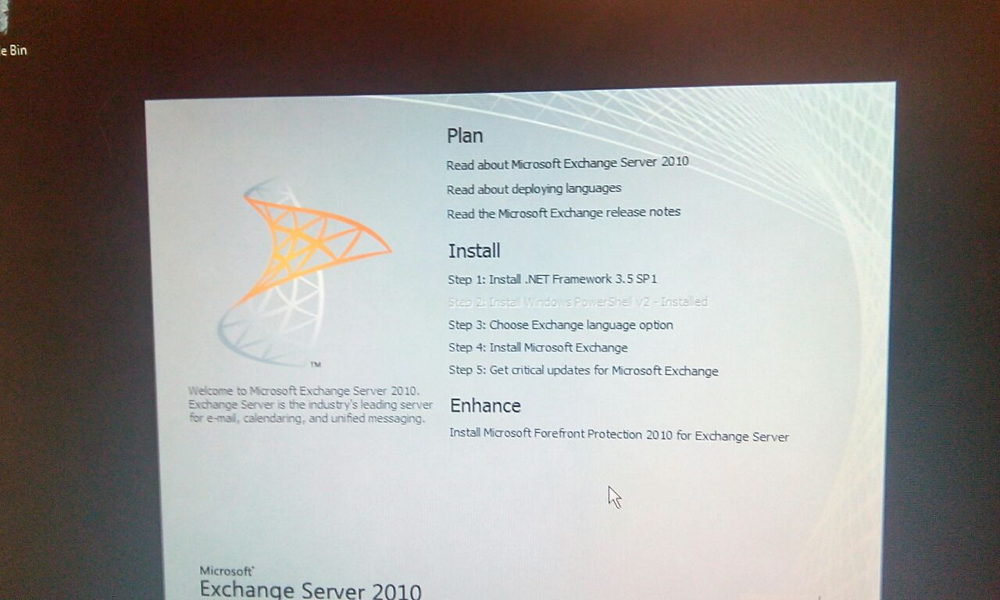 e Bin
Plan
Read about Microsoft Exchange Server 2010
Read about deploying languages
Read the Microsoft Exchange release notes
Install
Step 1: Install .NET Framework 3.5 SP1
Step 2: Install Windows PowerShell v2 - Installed
Step 3: Choose Exchange language option
Step 4: Install Microsoft Exchange
Step 5: Get critical updates for Microsoft Exchange
Enhance
Install Microsoft Forefront Protection 2010 for Exchange Server
TM
Welcome to Microsoft Exchange Server 2010.
Exchange Server is the industry's leading server
for e-mail, calendaring, and unified messaging.
Microsoft
Exchange Server 2010